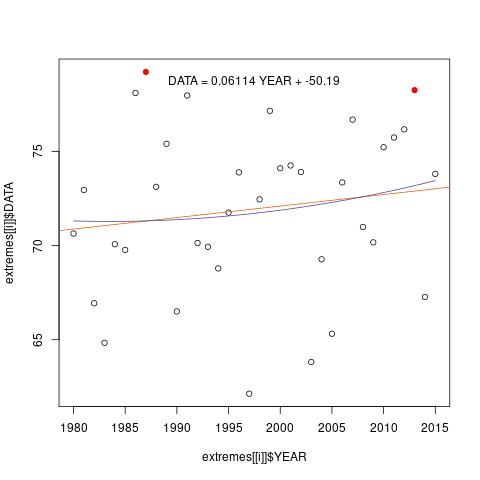 DATA = 0.06114 YEAR + -50.19
extremes[[i]]$DATA
75
70
65
1980 1985 1990 1995 2000 2005 2010 2015
extremes[[i]]$YEAR